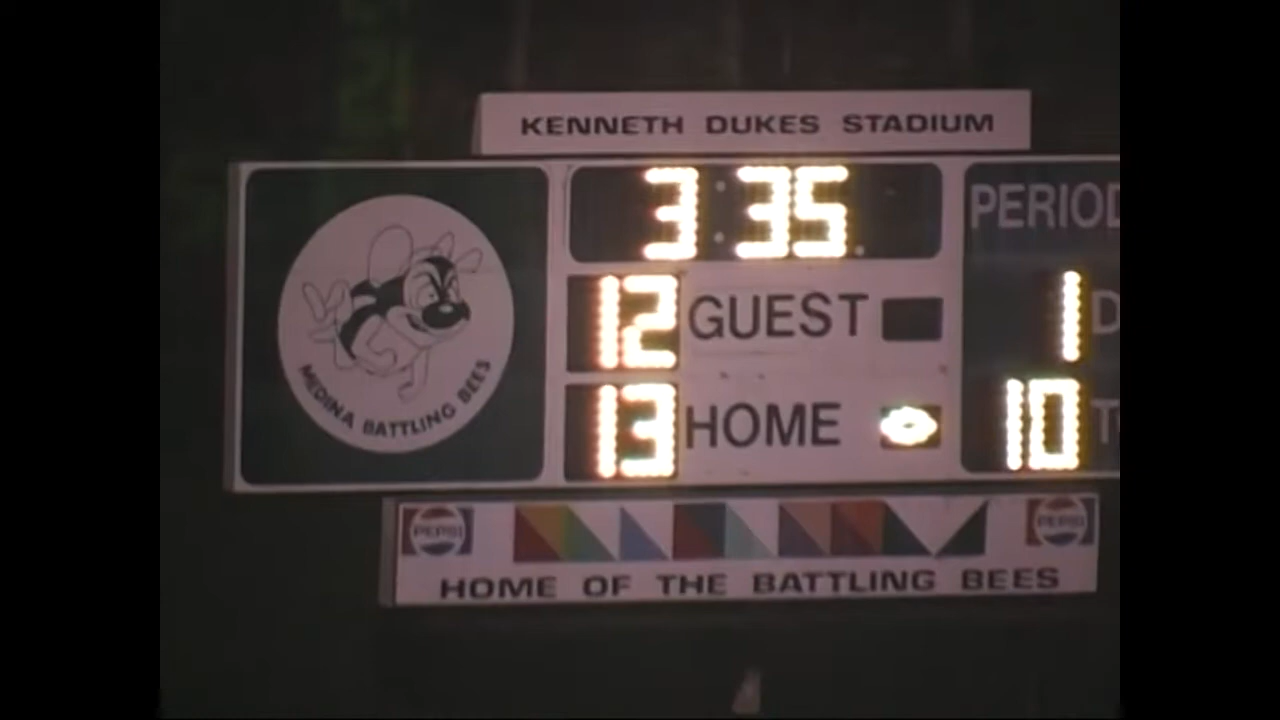 KENNETH DUKES STADIUM
3:35 PERIOD
12 GUEST 1 D
13 HOME 10 T
MEDINA BATTLING BEES
PEPSI PEPSI
HOME OF THE BATTLING BEES